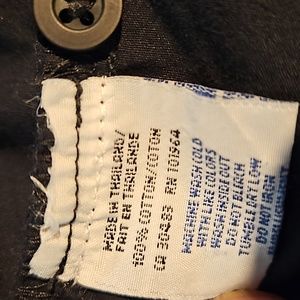 MADE IN THAILAND/
FAIT EN THAILANDE
100% COTTON/COTON
CA 30485 RN 101964
MACHINE WASH COLD
WITH LIKE COLORS
WASH INSIDE OUT
DO NOT BLEACH
TUMBLE DRY LOW
DO NOT IRON